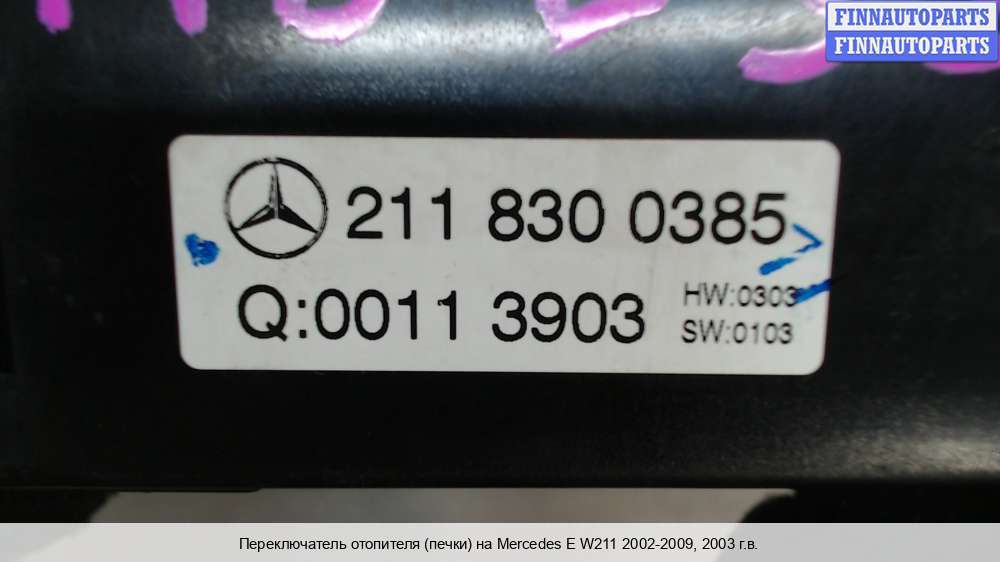 FINNAUTOPARTS
FINNAUTOPARTS
211 830 0385
Q:0011 3903
HW:0303
SW:0103
Переключатель отопителя (печки) на Mercedes E W211 2002-2009, 2003 г.в.